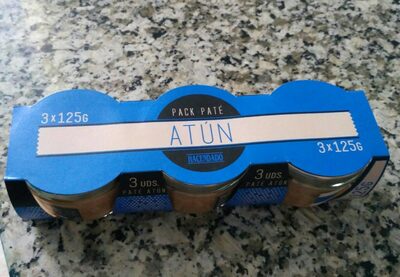 3x125G
PACK PATÉ
ATÚN
HACENDADO
3x125G
3 UDS.
PATÉ ATÚN
3 UDS.
PATÉ ATÚN